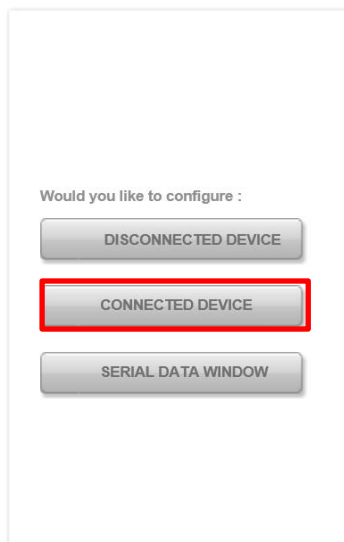 Would you like to configure :
DISCONNECTED DEVICE
CONNECTED DEVICE
SERIAL DATA WINDOW